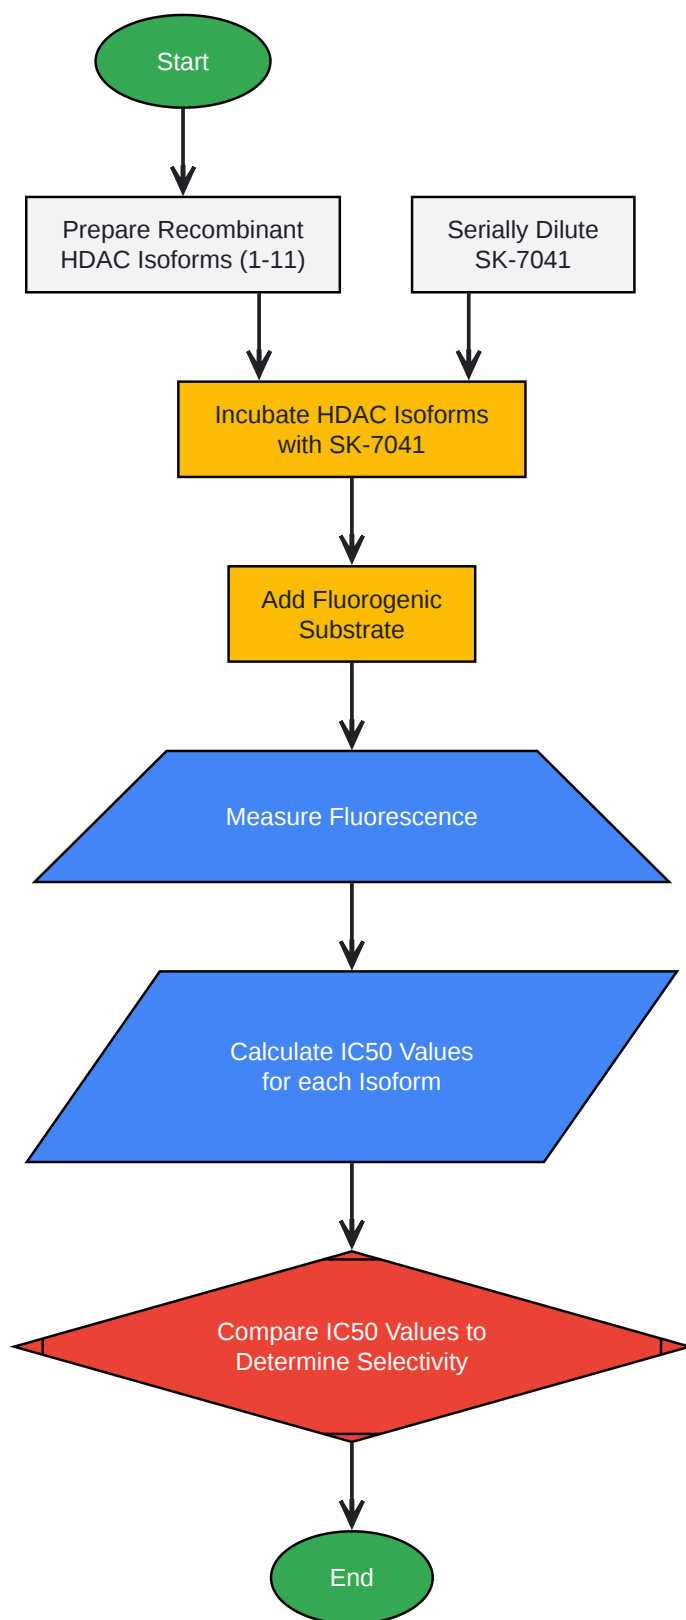 Start
Prepare Recombinant
HDAC Isoforms (1-11)
Serially Dilute
SK-7041
Incubate HDAC Isoforms
with SK-7041
Add Fluorogenic
Substrate
Measure Fluorescence
Calculate IC50 Values
for each Isoform
Compare IC50 Values to
Determine Selectivity
End